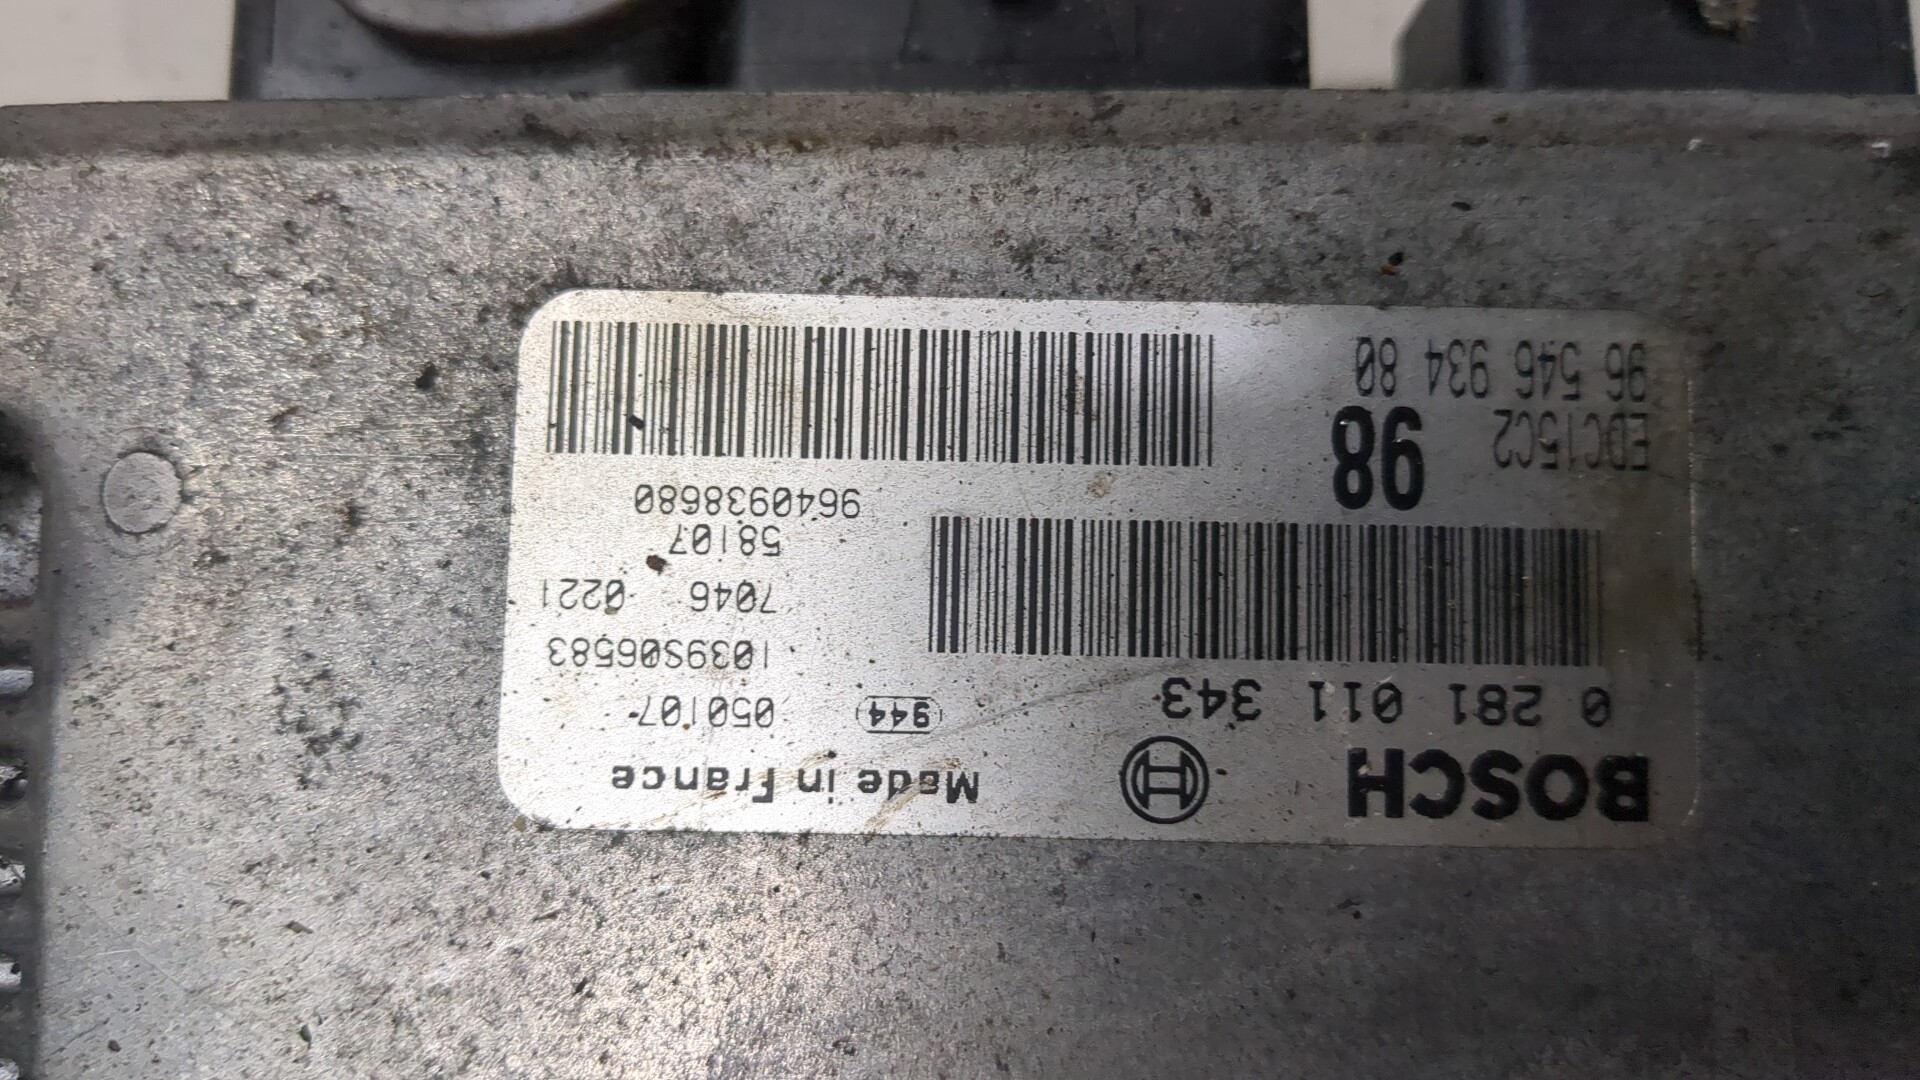 BOSCH Made in France
0 281 011 343 944 050107
1039S06583
7046 0221
58107
9640938680
EDC15C2 98
96 546 934 80